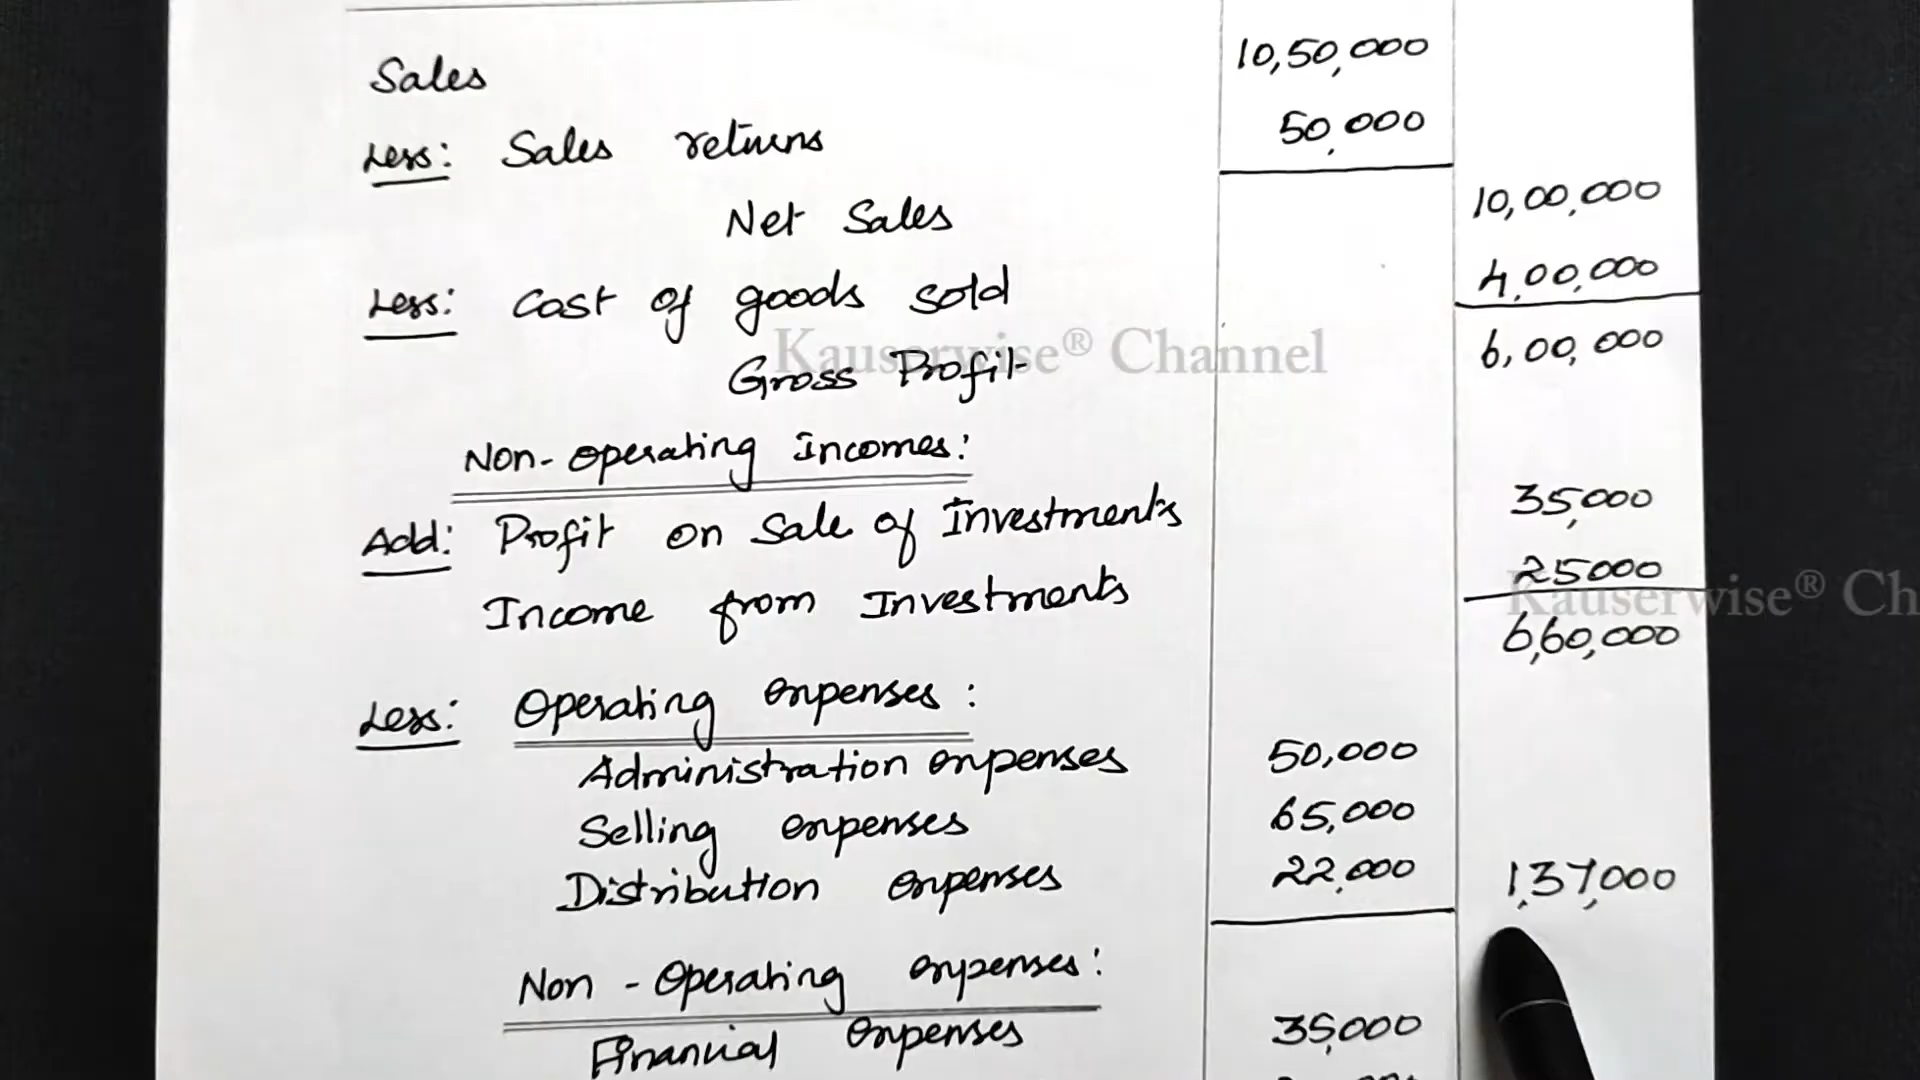 Sales 10,50,000
Less: Sales returns 50,000
Net Sales 10,00,000
Less: Cost of goods sold 4,00,000
Kauserwise® Channel
Gross Profit 6,00,000
Non-Operating Incomes:
Add: Profit on Sale of Investments 35,000
Income from Investments 25000
Kauserwise® Ch
6,60,000
Less: Operating expenses:
Administration expenses 50,000
Selling expenses 65,000
Distribution expenses 22,000 1,37,000
Non-Operating expenses:
Financial expenses 35,000